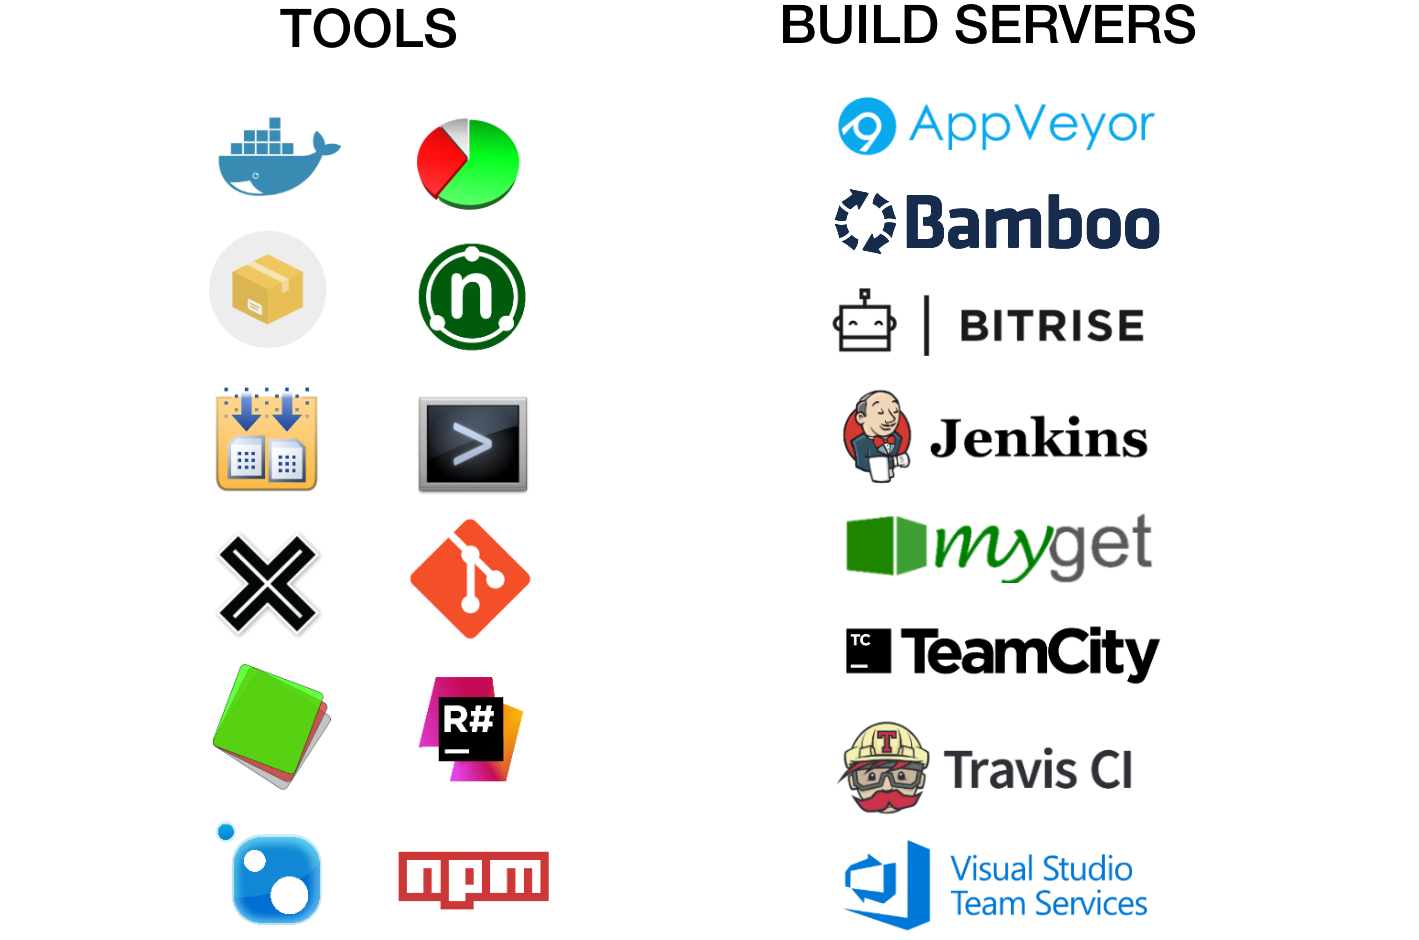 TOOLS
BUILD SERVERS
n
>
R#
npm
AppVeyor
Bamboo
BITRISE
Jenkins
myget
TC
TeamCity
T
Travis CI
Visual Studio
Team Services